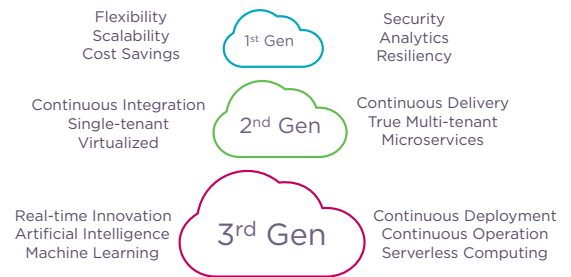 Flexibility
Scalability
Cost Savings
1st Gen
Security
Analytics
Resiliency
Continuous Integration
Single-tenant
Virtualized
2nd Gen
Continuous Delivery
True Multi-tenant
Microservices
Real-time Innovation
Artificial Intelligence
Machine Learning
3rd Gen
Continuous Deployment
Continuous Operation
Serverless Computing